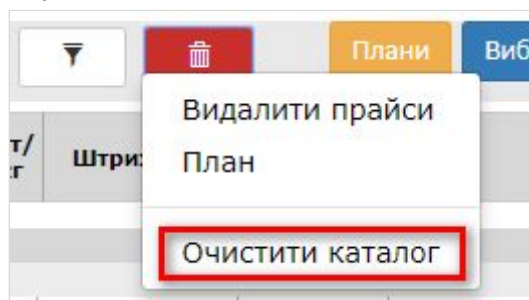 Плани
Виб
Видалити прайси
т/
г
Штри
План
Очистити каталог